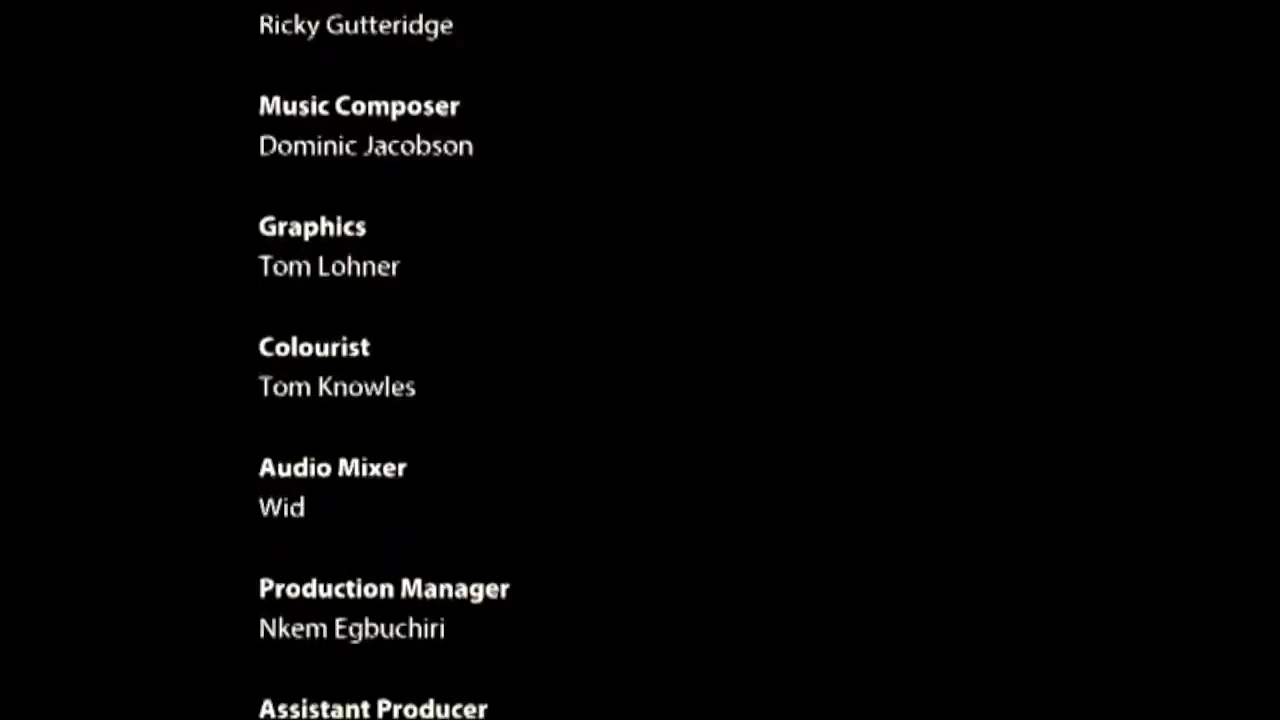 Ricky Gutteridge
Music Composer
Dominic Jacobson
Graphics
Tom Lohner
Colourist
Tom Knowles
Audio Mixer
Wid
Production Manager
Nkem Egbuchiri
Assistant Producer